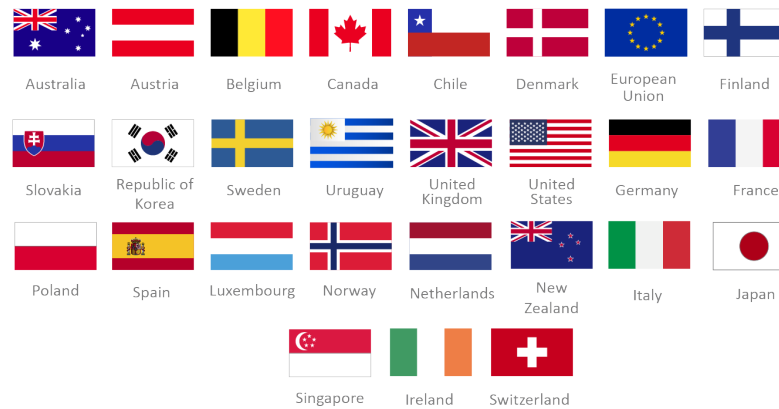 Australia
Austria
Belgium
Canada
Chile
Denmark
European
Union
Finland
Slovakia
Republic of
Korea
Sweden
Uruguay
United
Kingdom
United
States
Germany
France
Poland
Spain
Luxembourg
Norway
Netherlands
New
Zealand
Italy
Japan
Singapore
Ireland
Switzerland